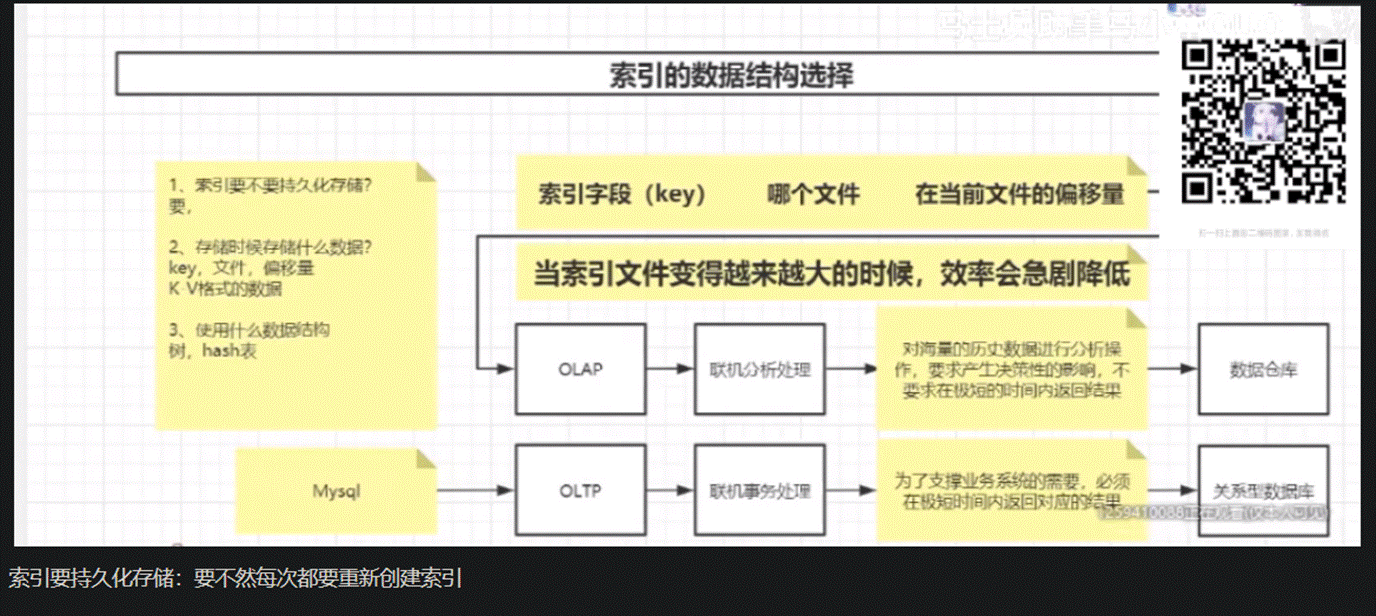 索引的数据结构选择
1、索引要不要持久化存储?
要,
2、存储时候存储什么数据?
key, 文件, 偏移量
K V格式的数据
3、使用什么数据结构
树, hash表
索引字段（key） 哪个文件 在当前文件的偏移量
当索引文件变得越来越大的时候，效率会急剧降低
OLAP
联机分析处理
对海量的历史数据进行分析操
作，要求产生决策性的影响，不
要求在极短的时间内返回结果
数据仓库
Mysql
OLTP
联机事务处理
为了支撑业务系统的需要，必须
在极短时间内返回对应的结果
关系型数据库
索引要持久化存储：要不然每次都要重新创建索引